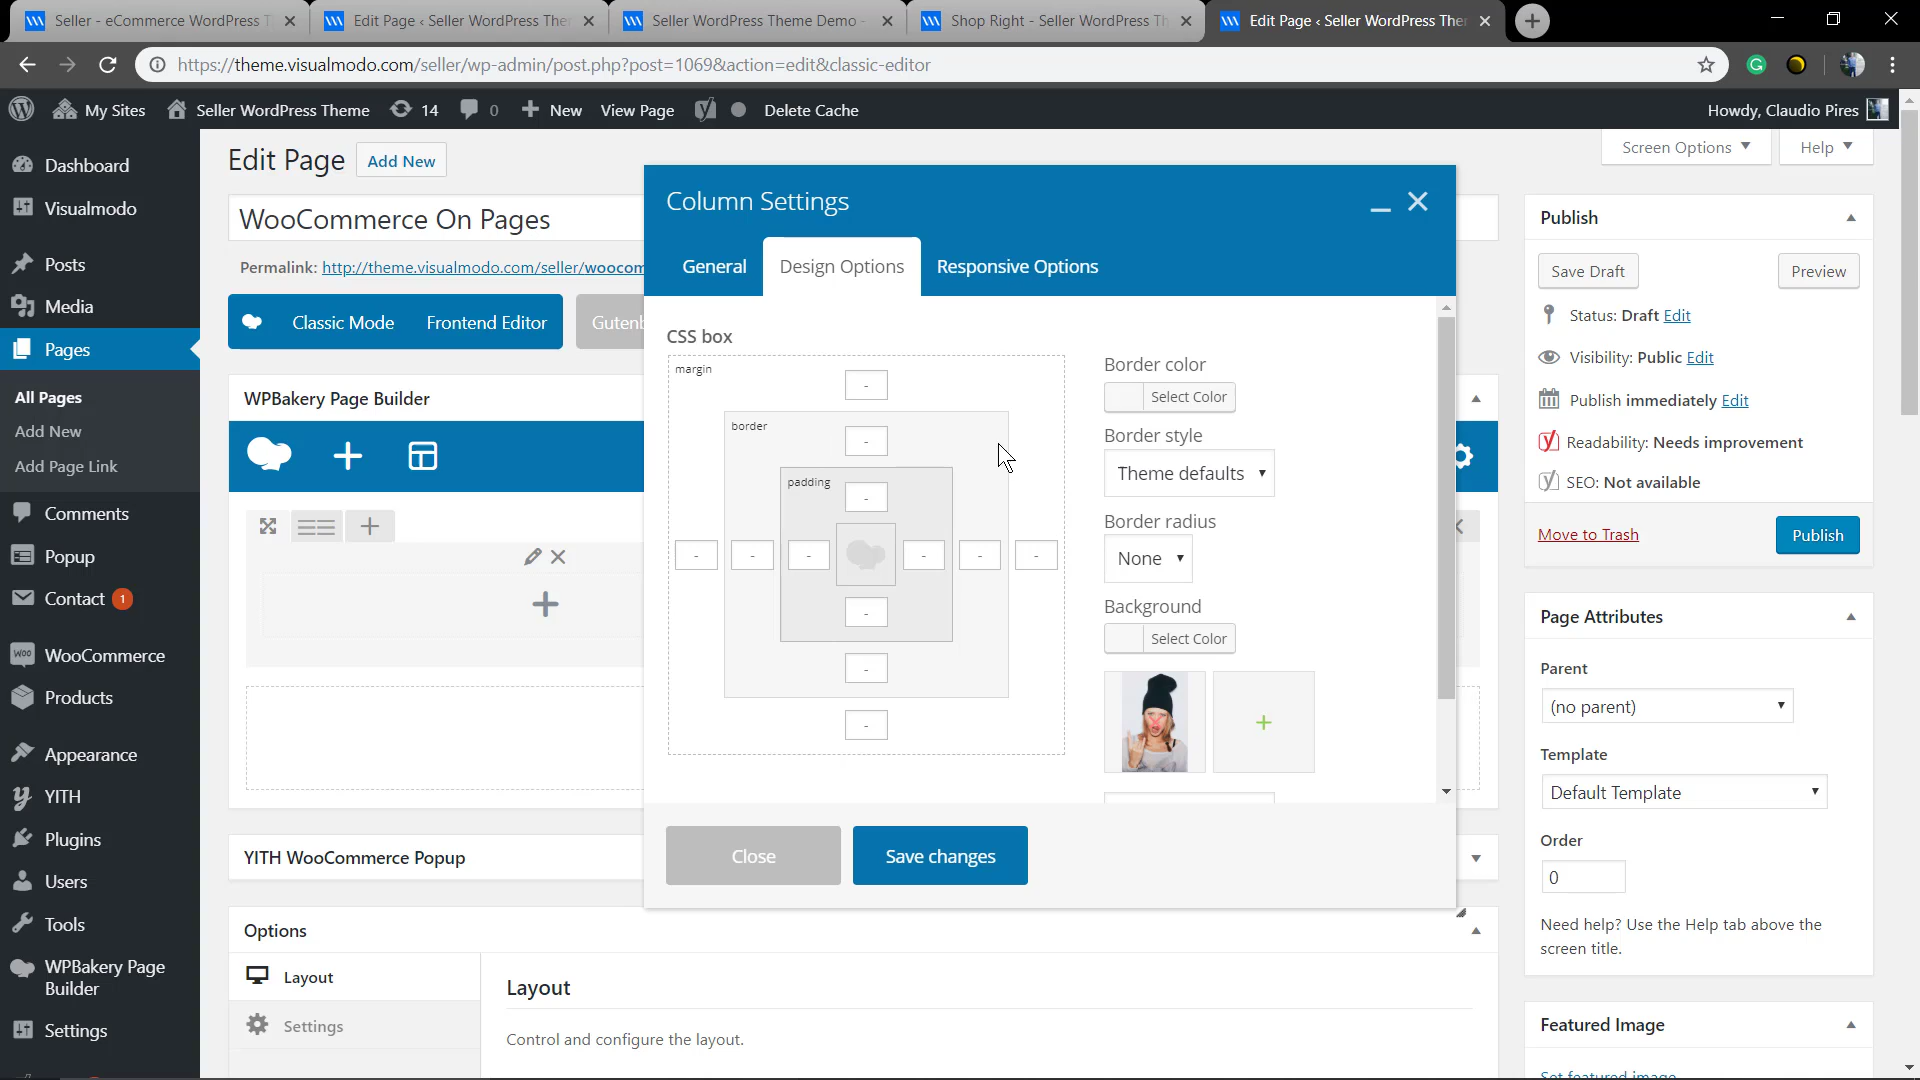 Seller - eCommerce WordPress T
Edit Page ‹ Seller WordPress The
Seller WordPress Theme Demo -
Shop Right - Seller WordPress Th
Edit Page ‹ Seller WordPress Ther
https://theme.visualmodo.com/seller/wp-admin/post.php?post=1069&action=edit&classic-editor
My Sites
Seller WordPress Theme
14
0
New
View Page
Delete Cache
Howdy, Claudio Pires
Dashboard
Visualmodo
Posts
Media
Pages
All Pages
Add New
Add Page Link
Comments
Popup
Contact 1
WooCommerce
Products
Appearance
YITH
Plugins
Users
Tools
WPBakery Page
Builder
Settings
Edit Page
Add New
Screen Options
Help
WooCommerce On Pages
Permalink: http://theme.visualmodo.com/seller/woocom
Classic Mode
Frontend Editor
Gutenb
WPBakery Page Builder
YITH WooCommerce Popup
Options
Layout
Settings
Layout
Control and configure the layout.
Column Settings
General
Design Options
Responsive Options
CSS box
margin
-
border
-
padding
-
- - - - - -
-
-
-
Border color
Select Color
Border style
Theme defaults
Border radius
None
Background
Select Color
Close
Save changes
Publish
Save Draft
Preview
Status: Draft Edit
Visibility: Public Edit
Publish immediately Edit
Readability: Needs improvement
SEO: Not available
Move to Trash
Publish
Page Attributes
Parent
(no parent)
Template
Default Template
Order
0
Need help? Use the Help tab above the
screen title.
Featured Image
Set featured image